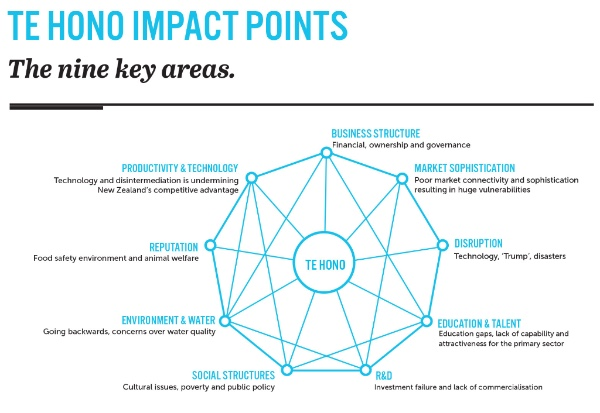 TE HONO IMPACT POINTS
The nine key areas.
BUSINESS STRUCTURE
Financial, ownership and governance
PRODUCTIVITY & TECHNOLOGY
Technology and disintermediation is undermining
New Zealand's competitive advantage
MARKET SOPHISTICATION
Poor market connectivity and sophistication
resulting in huge vulnerabilities
REPUTATION
Food safety environment and animal welfare
DISRUPTION
Technology, 'Trump', disasters
TE HONO
ENVIRONMENT & WATER
Going backwards, concerns over water quality
EDUCATION & TALENT
Education gaps, lack of capability and
attractiveness for the primary sector
SOCIAL STRUCTURES
Cultural issues, poverty and public policy
R&D
Investment failure and lack of commercialisation